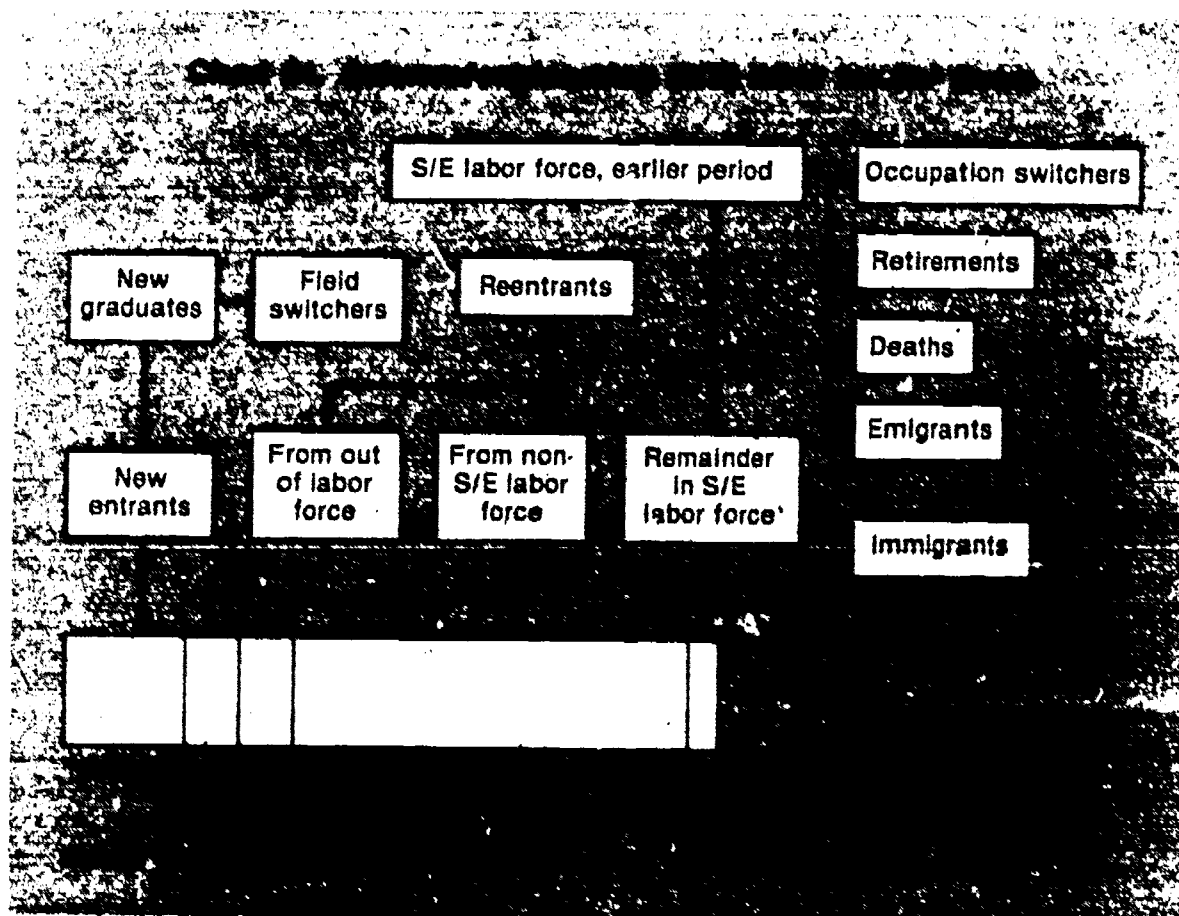 S/E labor force, earlier period
Occupation switchers
New
graduates
Field
switchers
Reentrants
Retirements
Deaths
Emigrants
New
entrants
From out
of labor
force
From non-
S/E labor
force
Remainder
in S/E
labor force¹
Immigrants